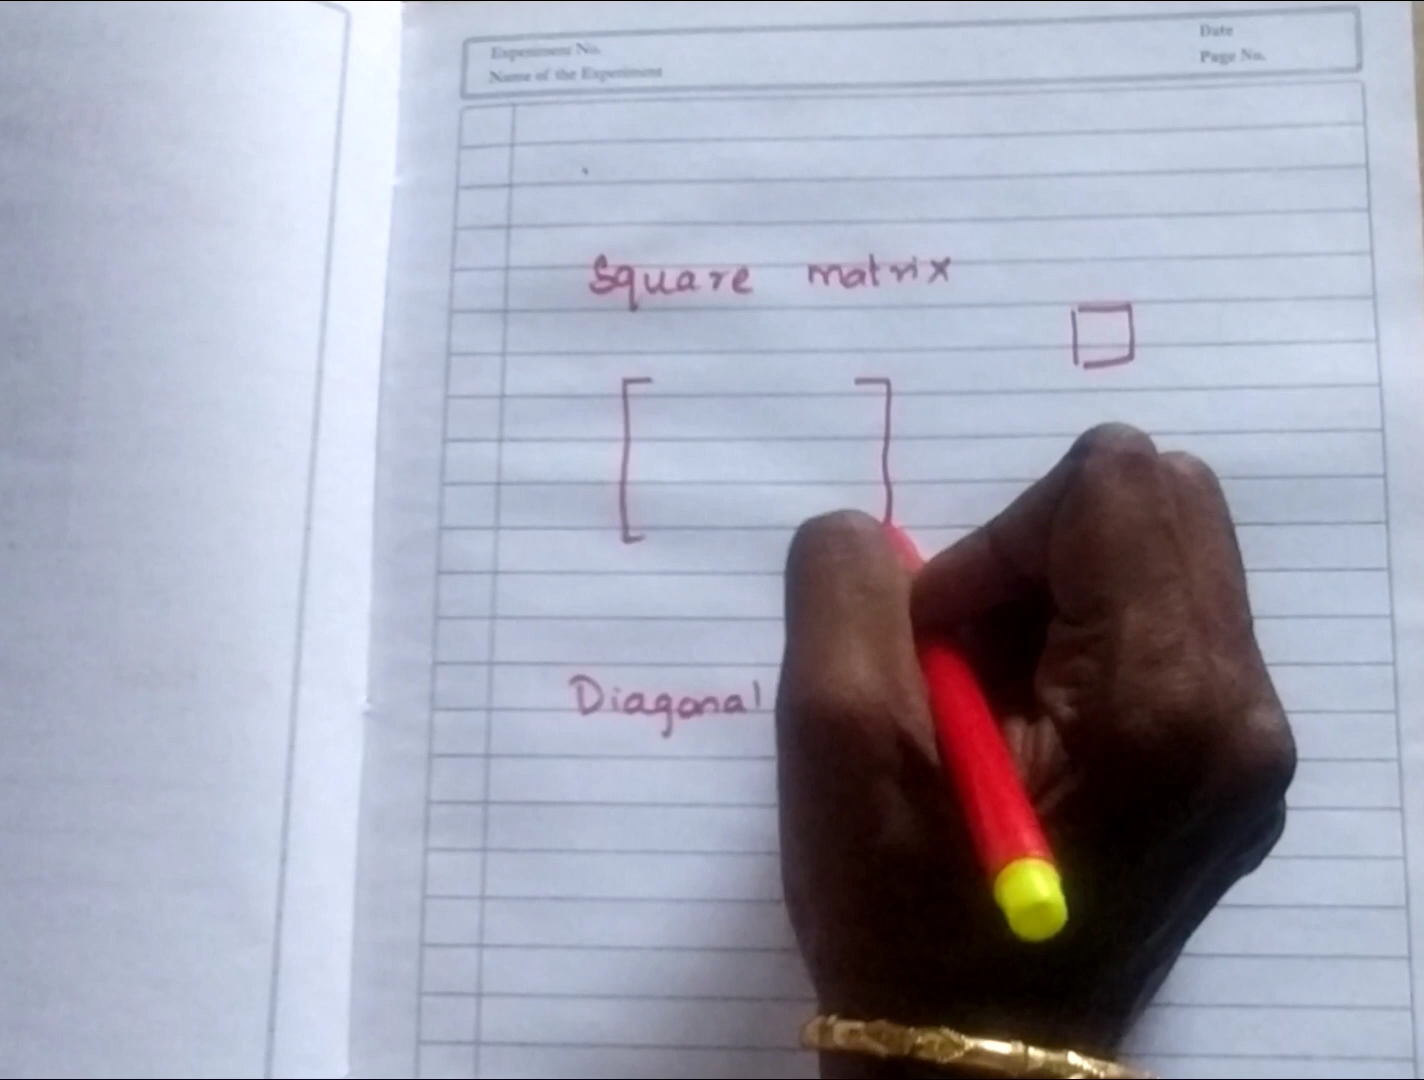 Experiment No.
Date
Name of the Experiment
Page No.
Square matrix
Diagonal